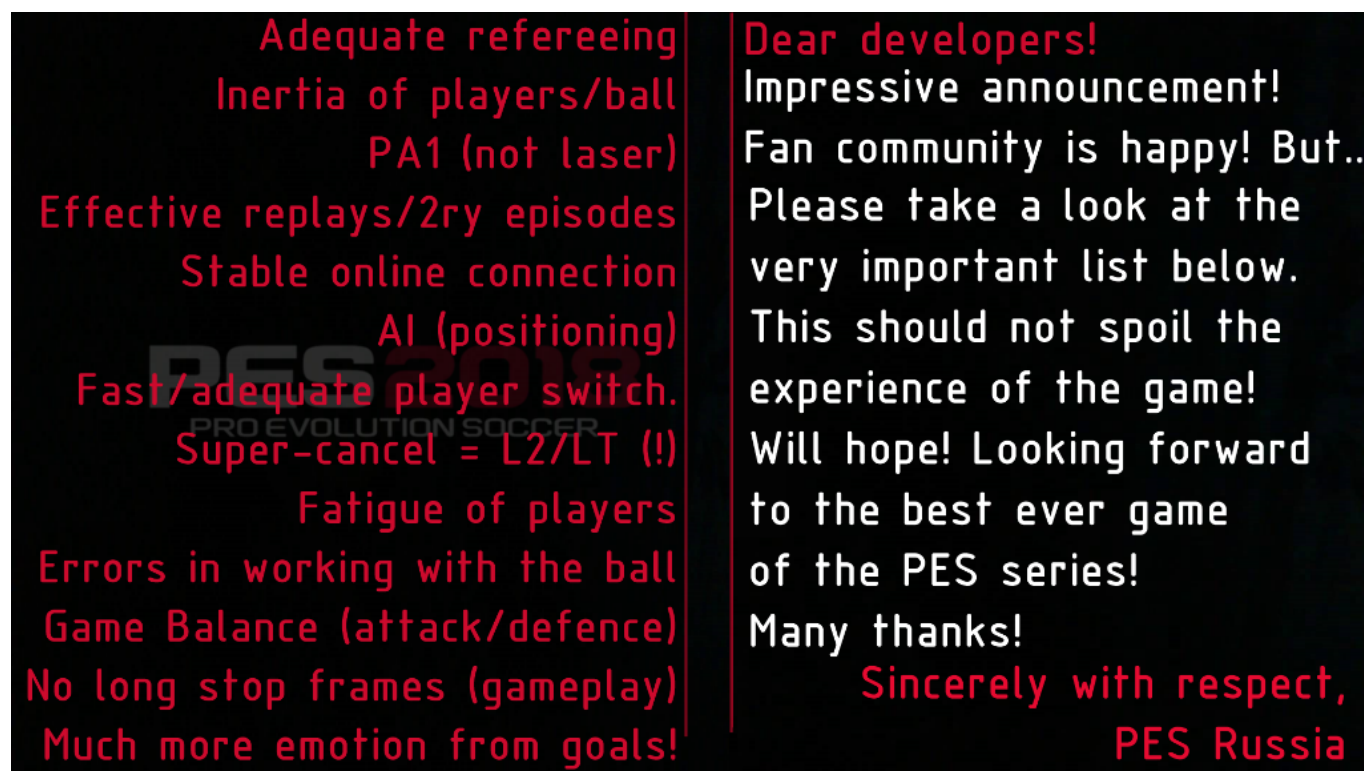 Adequate refereeing
Inertia of players/ball
PA1 (not laser)
Effective replays/2ry episodes
Stable online connection
AI (positioning)
Fast/adequate player switch.
Super-cancel = L2/LT (!)
Fatigue of players
Errors in working with the ball
Game Balance (attack/defence)
No long stop frames (gameplay)
Much more emotion from goals!
PES 2018
PRO EVOLUTION SOCCER
Dear developers!
Impressive announcement!
Fan community is happy! But..
Please take a look at the
very important list below.
This should not spoil the
experience of the game!
Will hope! Looking forward
to the best ever game
of the PES series!
Many thanks!
Sincerely with respect,
PES Russia